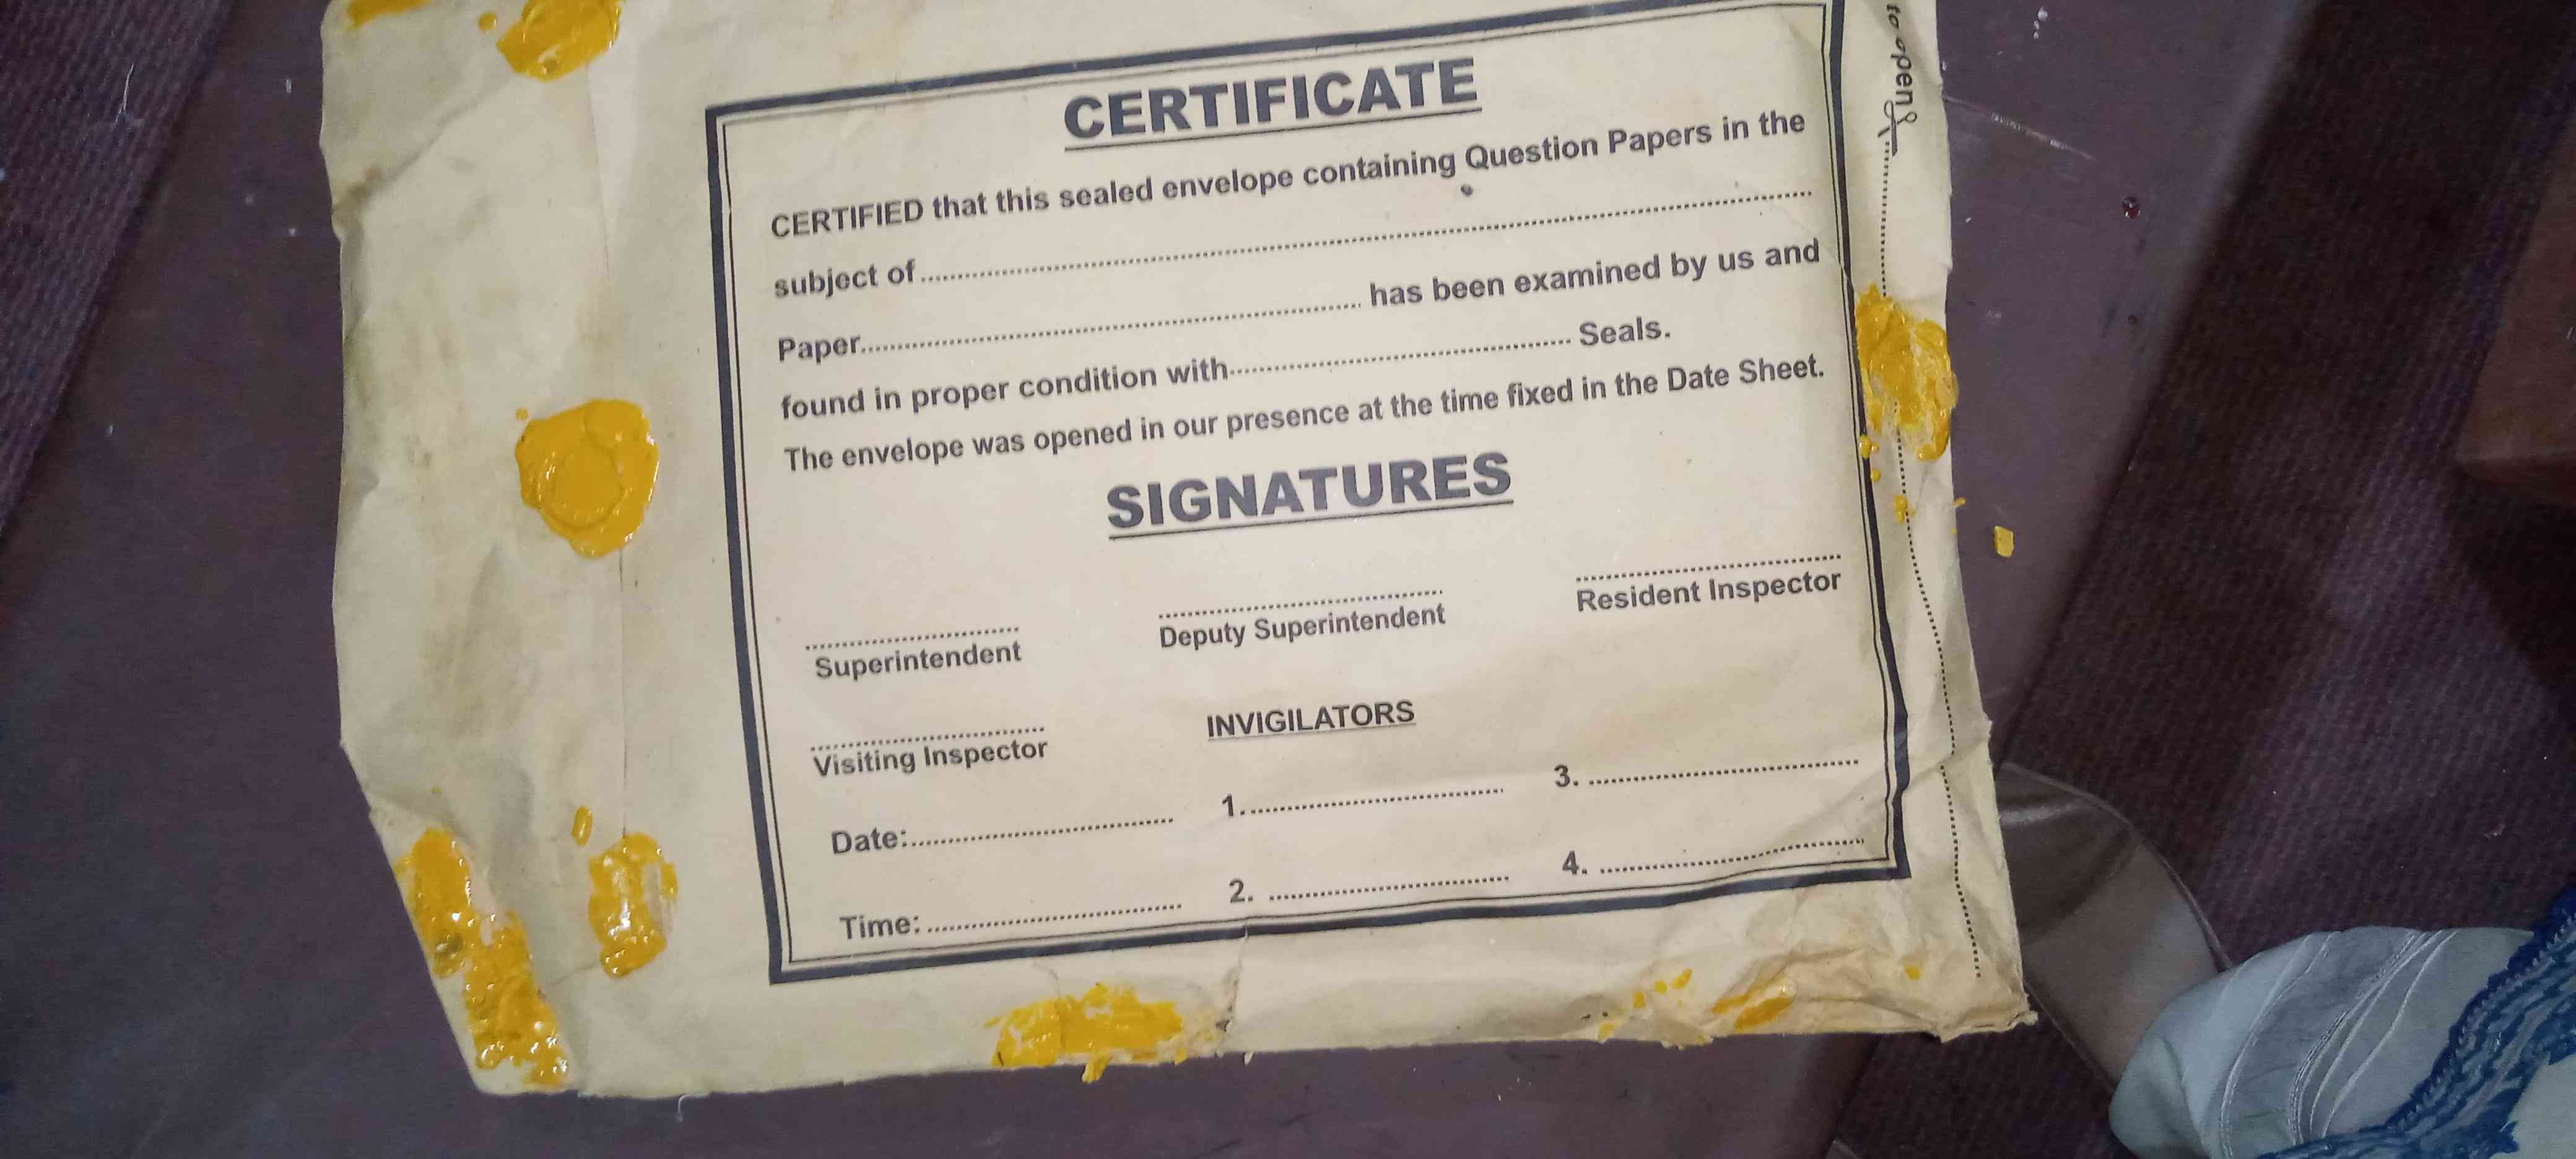 CERTIFICATE
CERTIFIED that this sealed envelope containing Question Papers in the
subject of
Paper has been examined by us and
found in proper condition with Seals.
The envelope was opened in our presence at the time fixed in the Date Sheet.
SIGNATURES
Superintendent Deputy Superintendent Resident Inspector
Visiting Inspector INVIGILATORS
Date: 1. 3.
Time: 2. 4.
to open